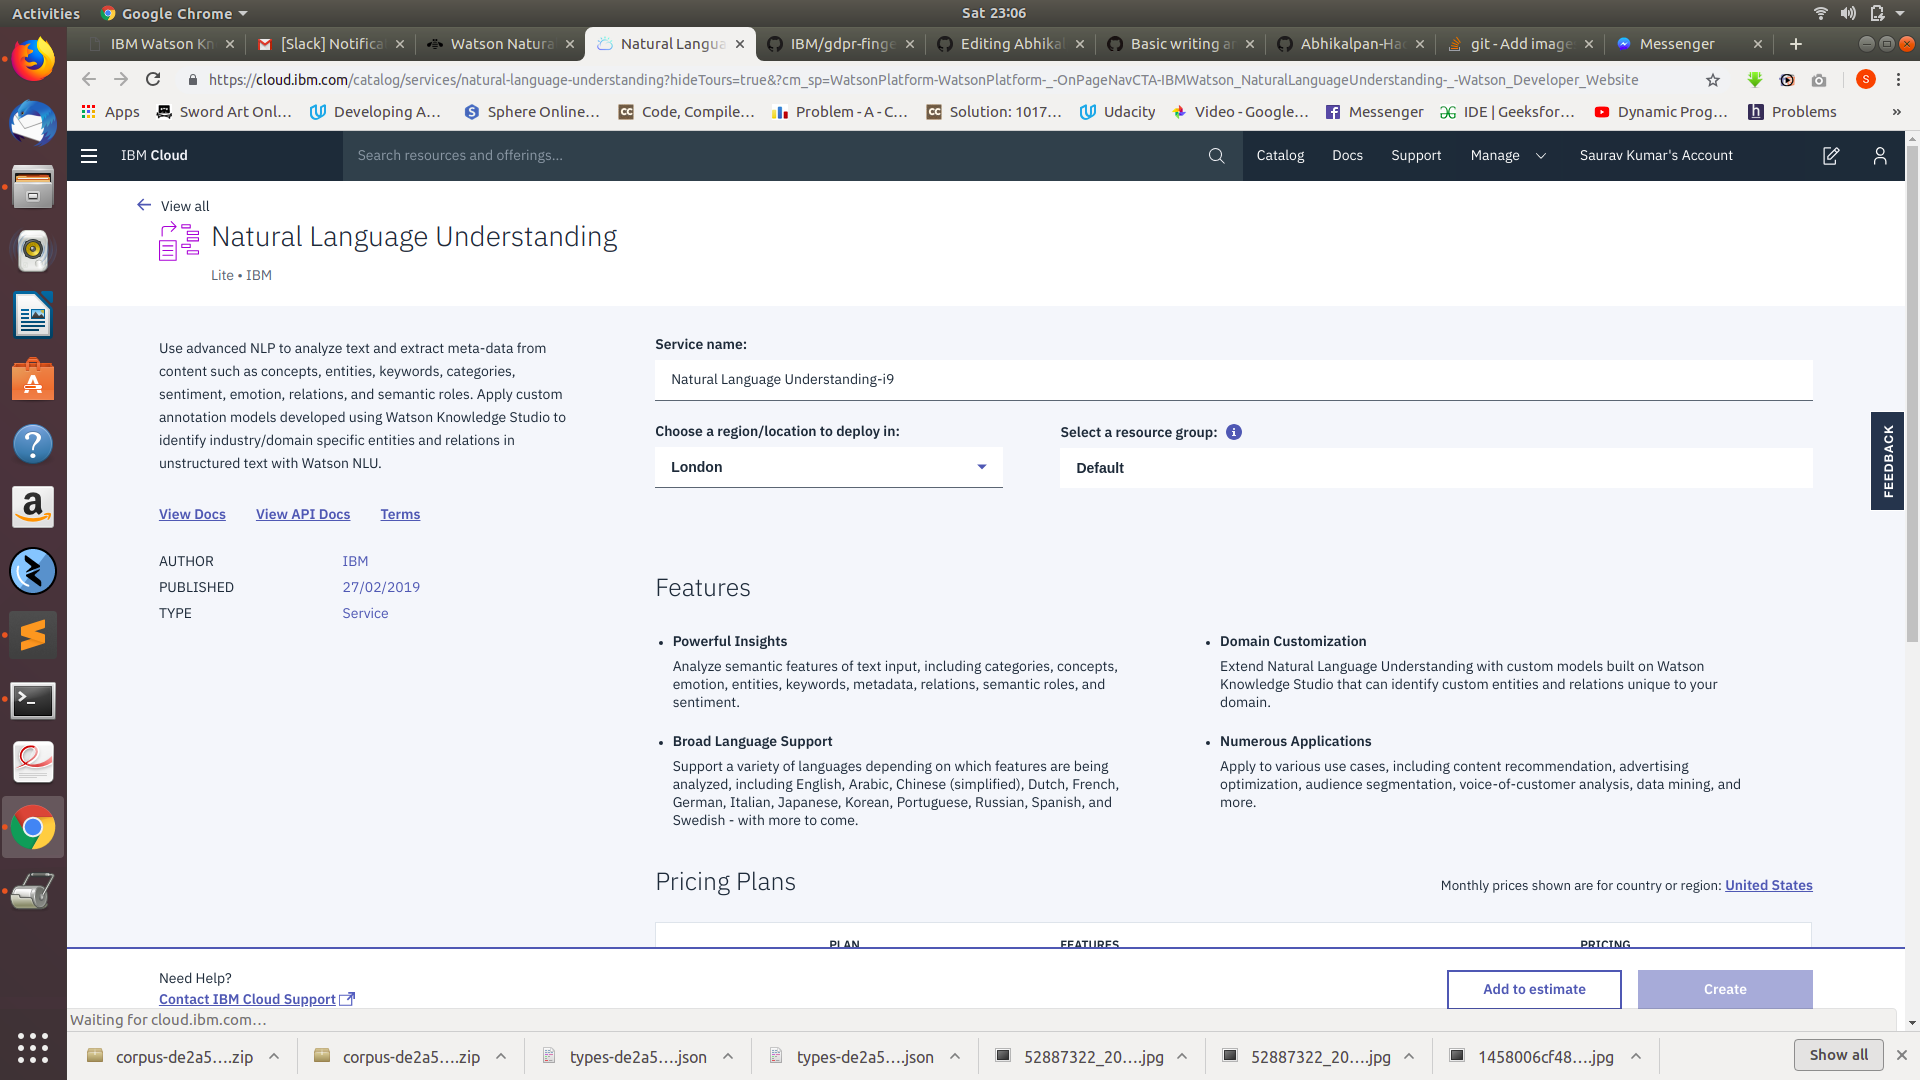 Activities Google Chrome Sat 23:06
IBM Watson Kn [Slack] Notifica Watson Natura Natural Langua IBM/gdpr-finge Editing Abhikal Basic writing a Abhikalpan-Ha git - Add image Messenger
https://cloud.ibm.com/catalog/services/natural-language-understanding?hideTours=true&?cm_sp=WatsonPlatform-WatsonPlatform-_-OnPageNavCTA-IBMWatson_NaturalLanguageUnderstanding-_-Watson_Developer_Website S
Apps Sword Art Onl… Developing A… Sphere Online… Code, Compile… Problem - A - C… Solution: 1017… Udacity Video - Google… Messenger IDE | Geeksfor… Dynamic Prog… Problems »
IBM Cloud Search resources and offerings... Catalog Docs Support Manage Saurav Kumar's Account
View all
Natural Language Understanding
Lite • IBM
Use advanced NLP to analyze text and extract meta-data from
content such as concepts, entities, keywords, categories,
sentiment, emotion, relations, and semantic roles. Apply custom
annotation models developed using Watson Knowledge Studio to
identify industry/domain specific entities and relations in
unstructured text with Watson NLU.
View Docs View API Docs Terms
AUTHOR IBM
PUBLISHED 27/02/2019
TYPE Service
Service name:
Natural Language Understanding-i9
Choose a region/location to deploy in: Select a resource group:
London Default
FEEDBACK
Features
• Powerful Insights
Analyze semantic features of text input, including categories, concepts,
emotion, entities, keywords, metadata, relations, semantic roles, and
sentiment.
• Domain Customization
Extend Natural Language Understanding with custom models built on Watson
Knowledge Studio that can identify custom entities and relations unique to your
domain.
• Broad Language Support
Support a variety of languages depending on which features are being
analyzed, including English, Arabic, Chinese (simplified), Dutch, French,
German, Italian, Japanese, Korean, Portuguese, Russian, Spanish, and
Swedish - with more to come.
• Numerous Applications
Apply to various use cases, including content recommendation, advertising
optimization, audience segmentation, voice-of-customer analysis, data mining, and
more.
Pricing Plans
Monthly prices shown are for country or region: United States
PLAN FEATURES PRICING
Need Help?
Contact IBM Cloud Support
Add to estimate Create
Waiting for cloud.ibm.com…
corpus-de2a5….zip corpus-de2a5….zip types-de2a5….json types-de2a5….json 52887322_20….jpg 52887322_20….jpg 1458006cf48….jpg Show all